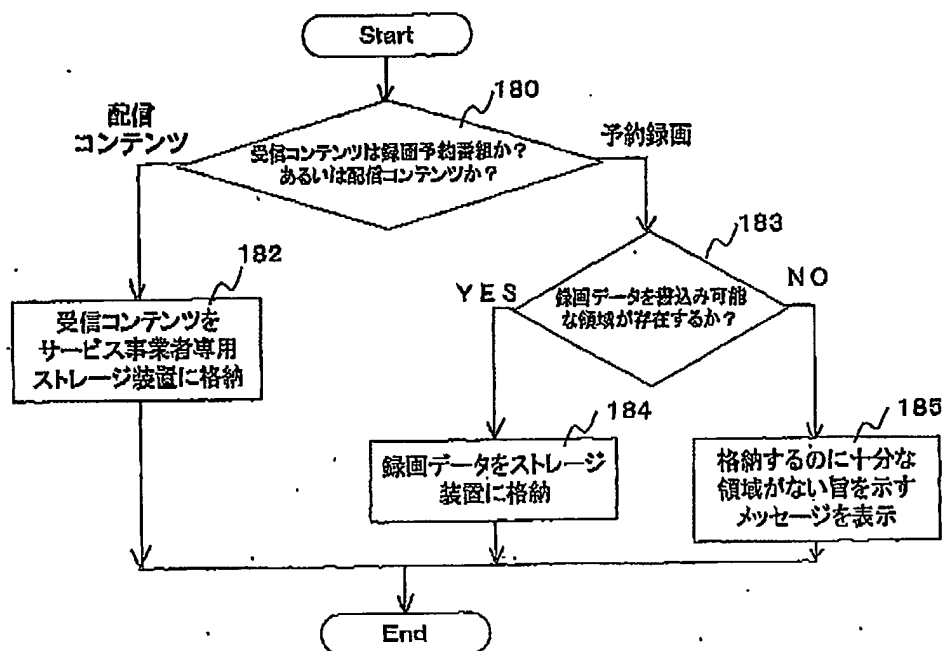 Start
180
配信
コンテンツ
受信コンテンツは録画予約番組か?
あるいは配信コンテンツか?
予約録画
182
受信コンテンツを
サービス事業者専用
ストレージ装置に格納
183
YES
NO
録画データを書込み可能
な領域が存在するか?
184
録画データをストレージ
装置に格納
185
格納するのに十分な
領域がない旨を示す
メッセージを表示
End